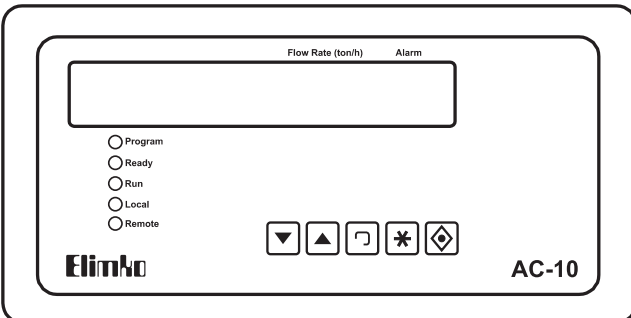 Flow Rate (ton/h) Alarm
Program
Ready
Run
Local
Remote
Elimko
AC-10